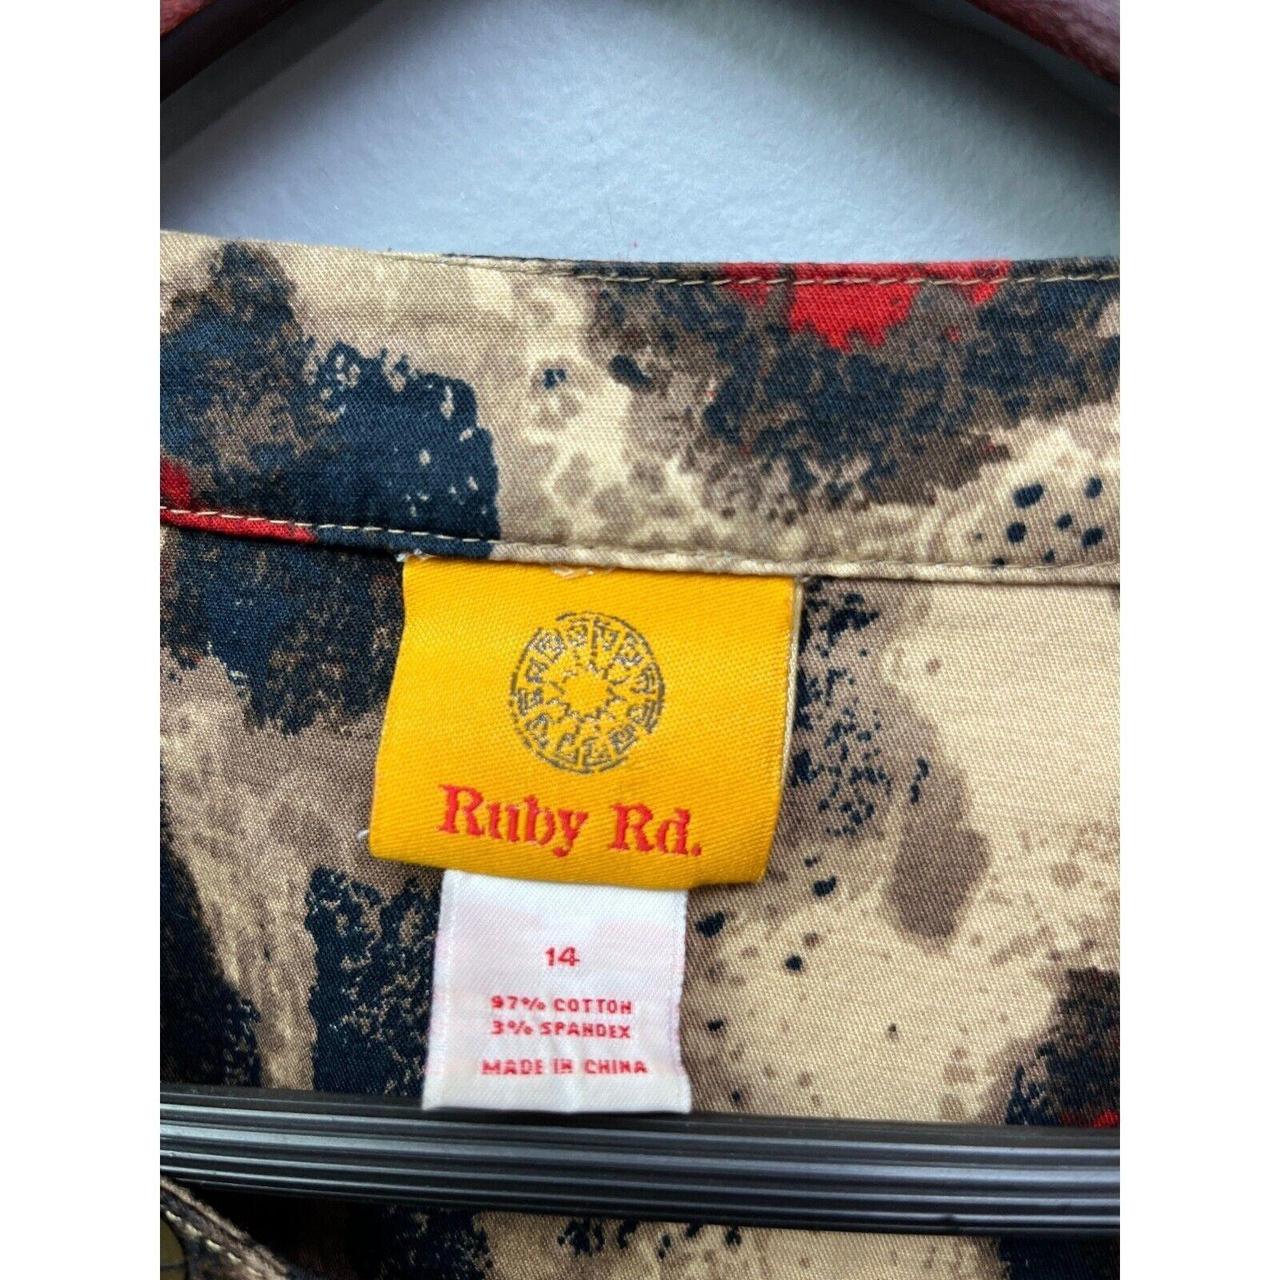 Ruby Rd.
14
97% COTTON
3% SPANDEX
MADE IN CHINA